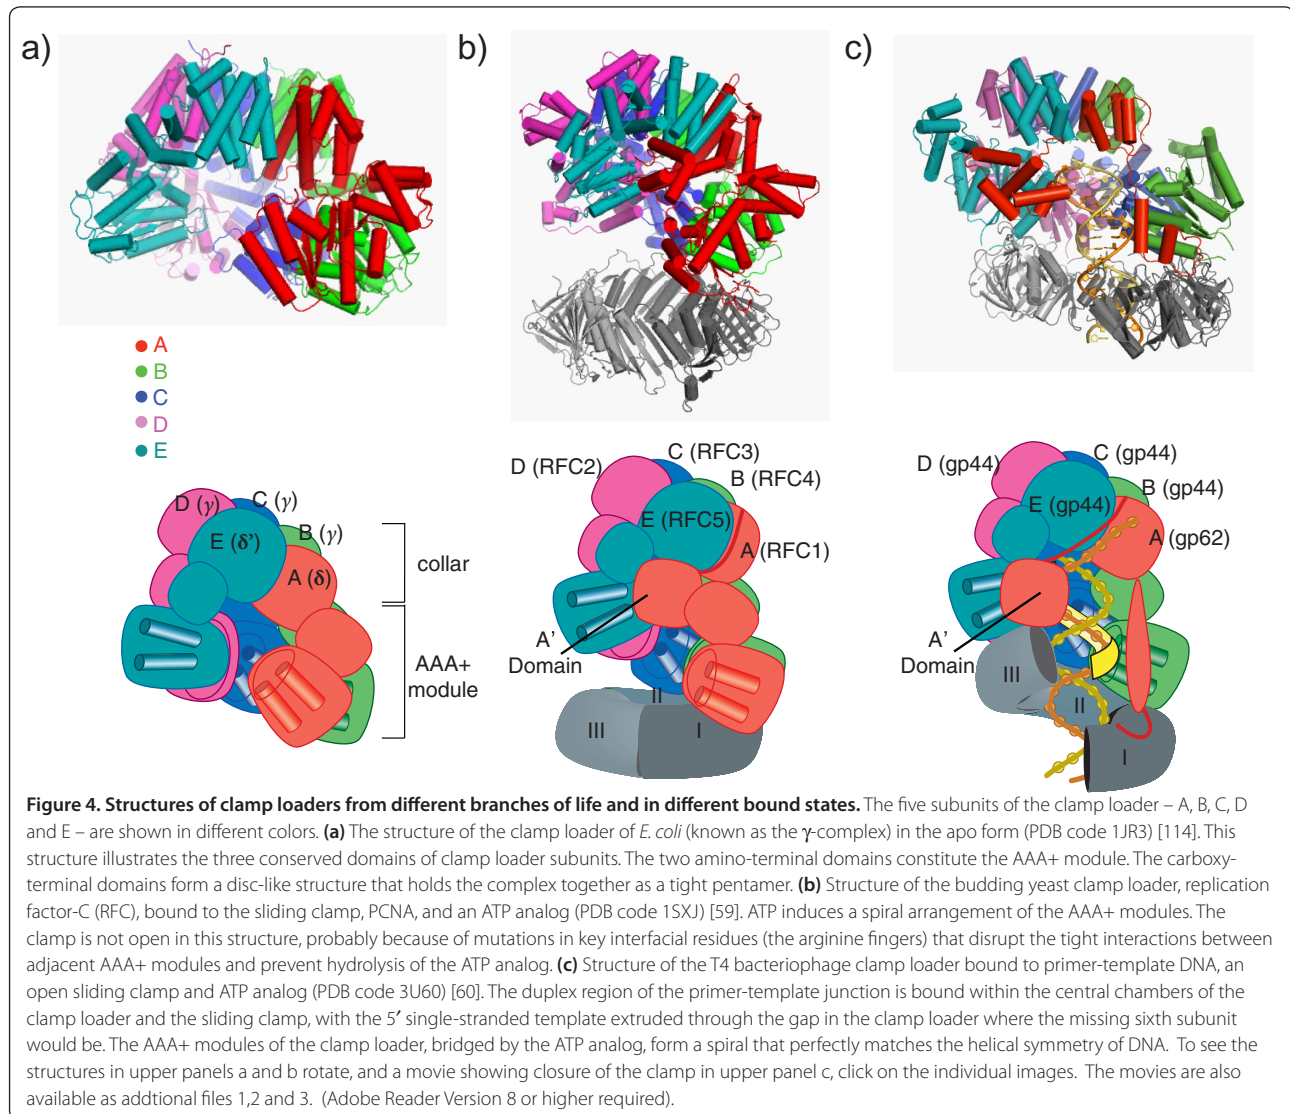 a)
b)
c)
A
B
C
D
E
D (γ)
C (γ)
B (γ)
E (δ’)
A (δ)
collar
AAA+
module
D (RFC2)
C (RFC3)
B (RFC4)
E (RFC5)
A (RFC1)
A’
Domain
II
III
I
D (gp44)
C (gp44)
B (gp44)
E (gp44)
A (gp62)
A’
Domain
III
II
I
Figure 4. Structures of clamp loaders from different branches of life and in different bound states. The five subunits of the clamp loader – A, B, C, D
and E – are shown in different colors. (a) The structure of the clamp loader of E. coli (known as the γ-complex) in the apo form (PDB code 1JR3) [114]. This
structure illustrates the three conserved domains of clamp loader subunits. The two amino-terminal domains constitute the AAA+ module. The carboxy-
terminal domains form a disc-like structure that holds the complex together as a tight pentamer. (b) Structure of the budding yeast clamp loader, replication
factor-C (RFC), bound to the sliding clamp, PCNA, and an ATP analog (PDB code 1SXJ) [59]. ATP induces a spiral arrangement of the AAA+ modules. The
clamp is not open in this structure, probably because of mutations in key interfacial residues (the arginine fingers) that disrupt the tight interactions between
adjacent AAA+ modules and prevent hydrolysis of the ATP analog. (c) Structure of the T4 bacteriophage clamp loader bound to primer-template DNA, an
open sliding clamp and ATP analog (PDB code 3U60) [60]. The duplex region of the primer-template junction is bound within the central chambers of the
clamp loader and the sliding clamp, with the 5′ single-stranded template extruded through the gap in the clamp loader where the missing sixth subunit
would be. The AAA+ modules of the clamp loader, bridged by the ATP analog, form a spiral that perfectly matches the helical symmetry of DNA. To see the
structures in upper panels a and b rotate, and a movie showing closure of the clamp in upper panel c, click on the individual images. The movies are also
available as addtional files 1,2 and 3. (Adobe Reader Version 8 or higher required).